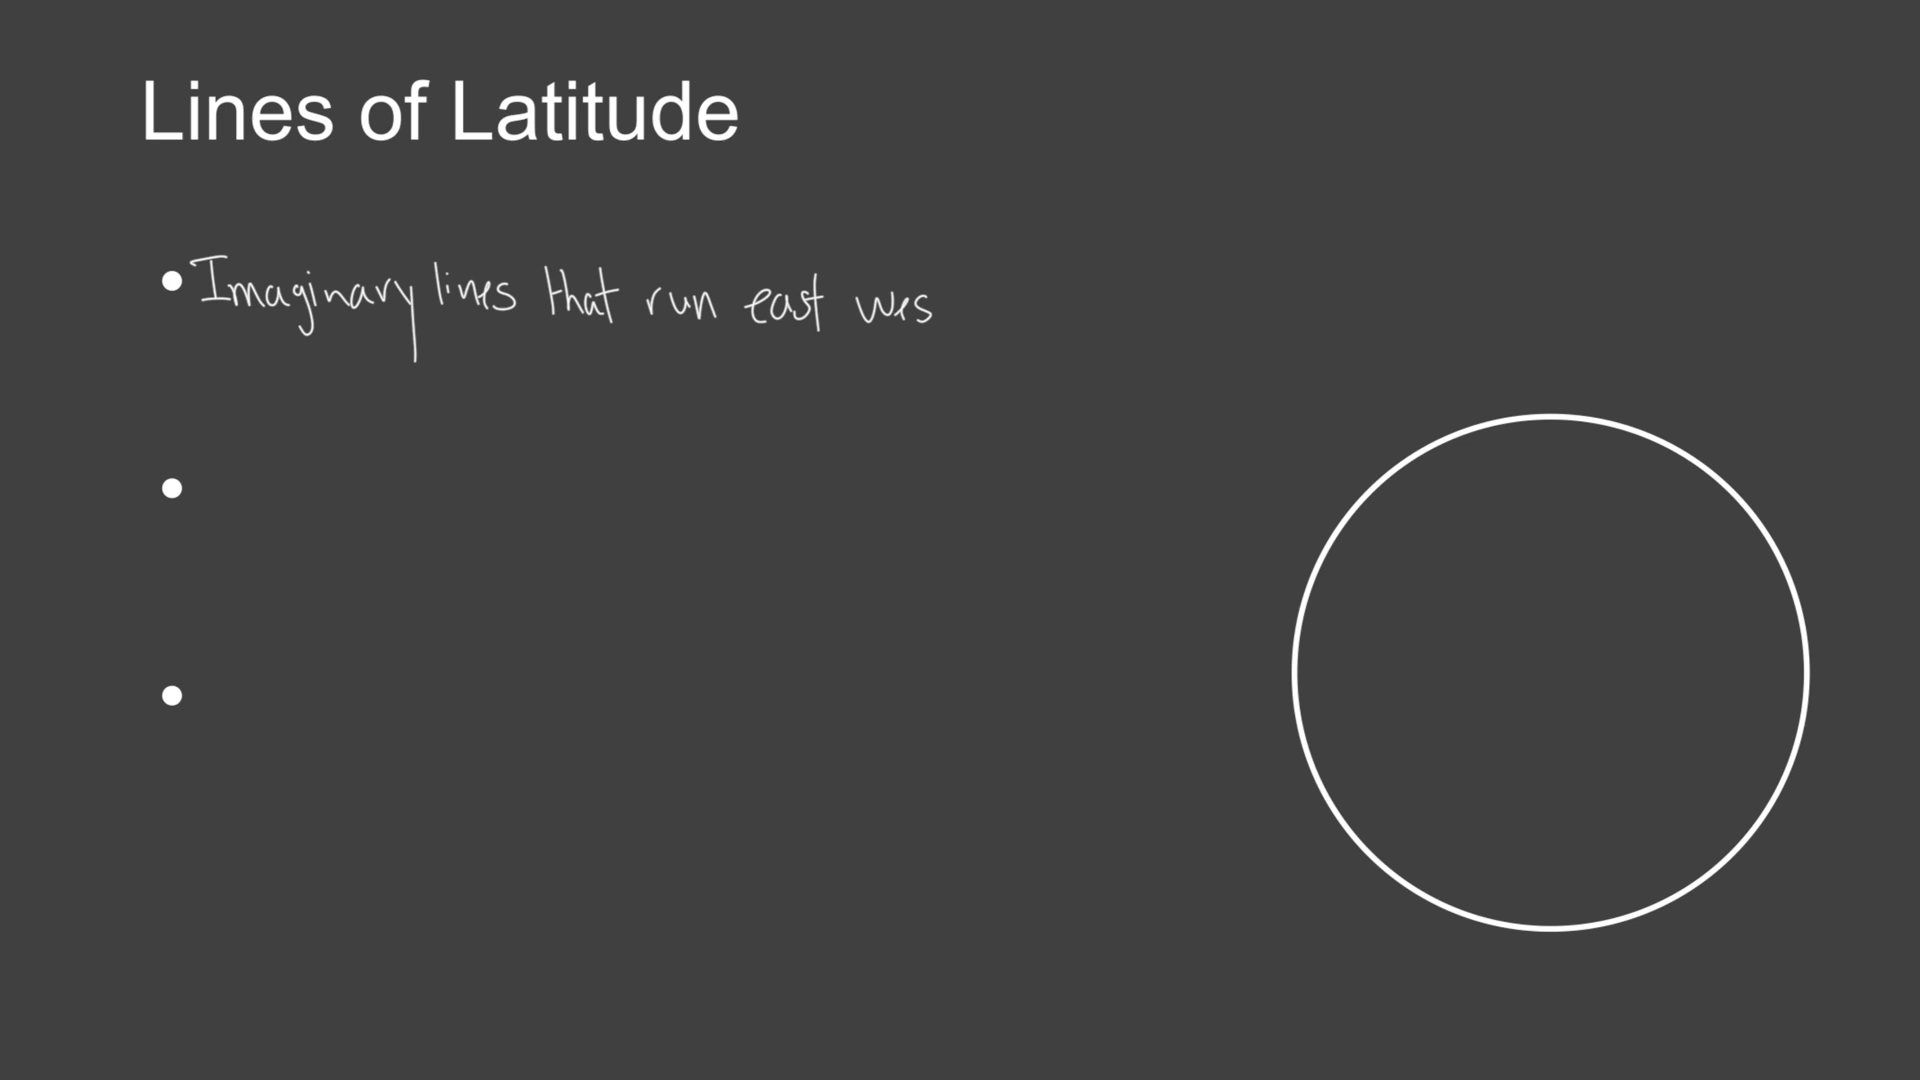 Lines of Latitude
• Imaginary lines that run east wes
•
•